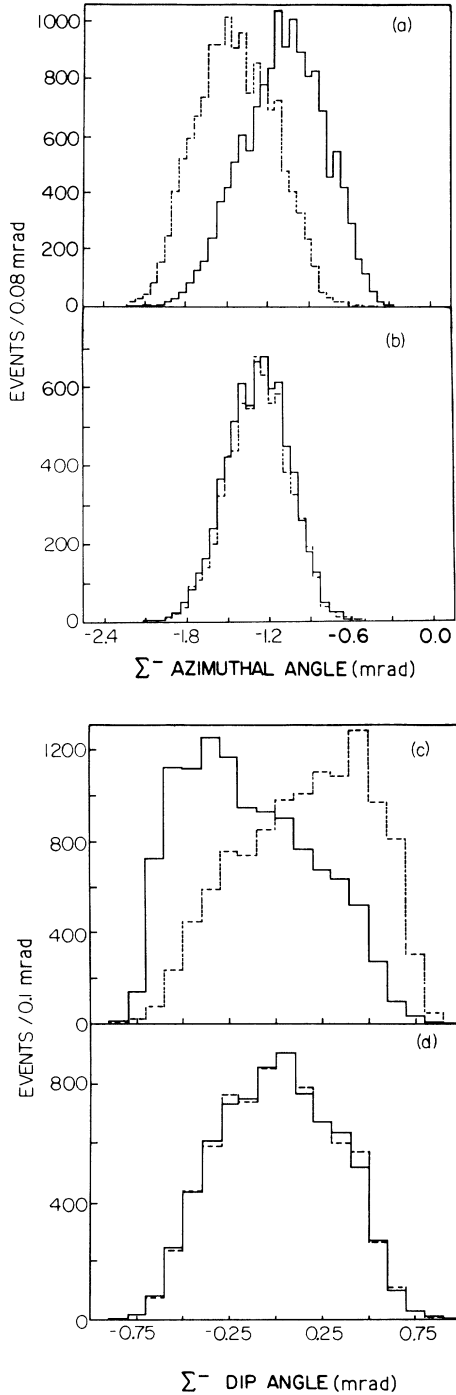 1000
(a)
800
600
400
200
0
EVENTS / 0.08 mrad
(b)
600
400
200
0
-2.4 -1.8 -1.2 -0.6 0.0
Σ⁻ AZIMUTHAL ANGLE (mrad)
1200
(c)
800
400
0
EVENTS / 0.1 mrad
(d)
800
400
0
-0.75 -0.25 0.25 0.75
Σ⁻ DIP ANGLE (mrad)